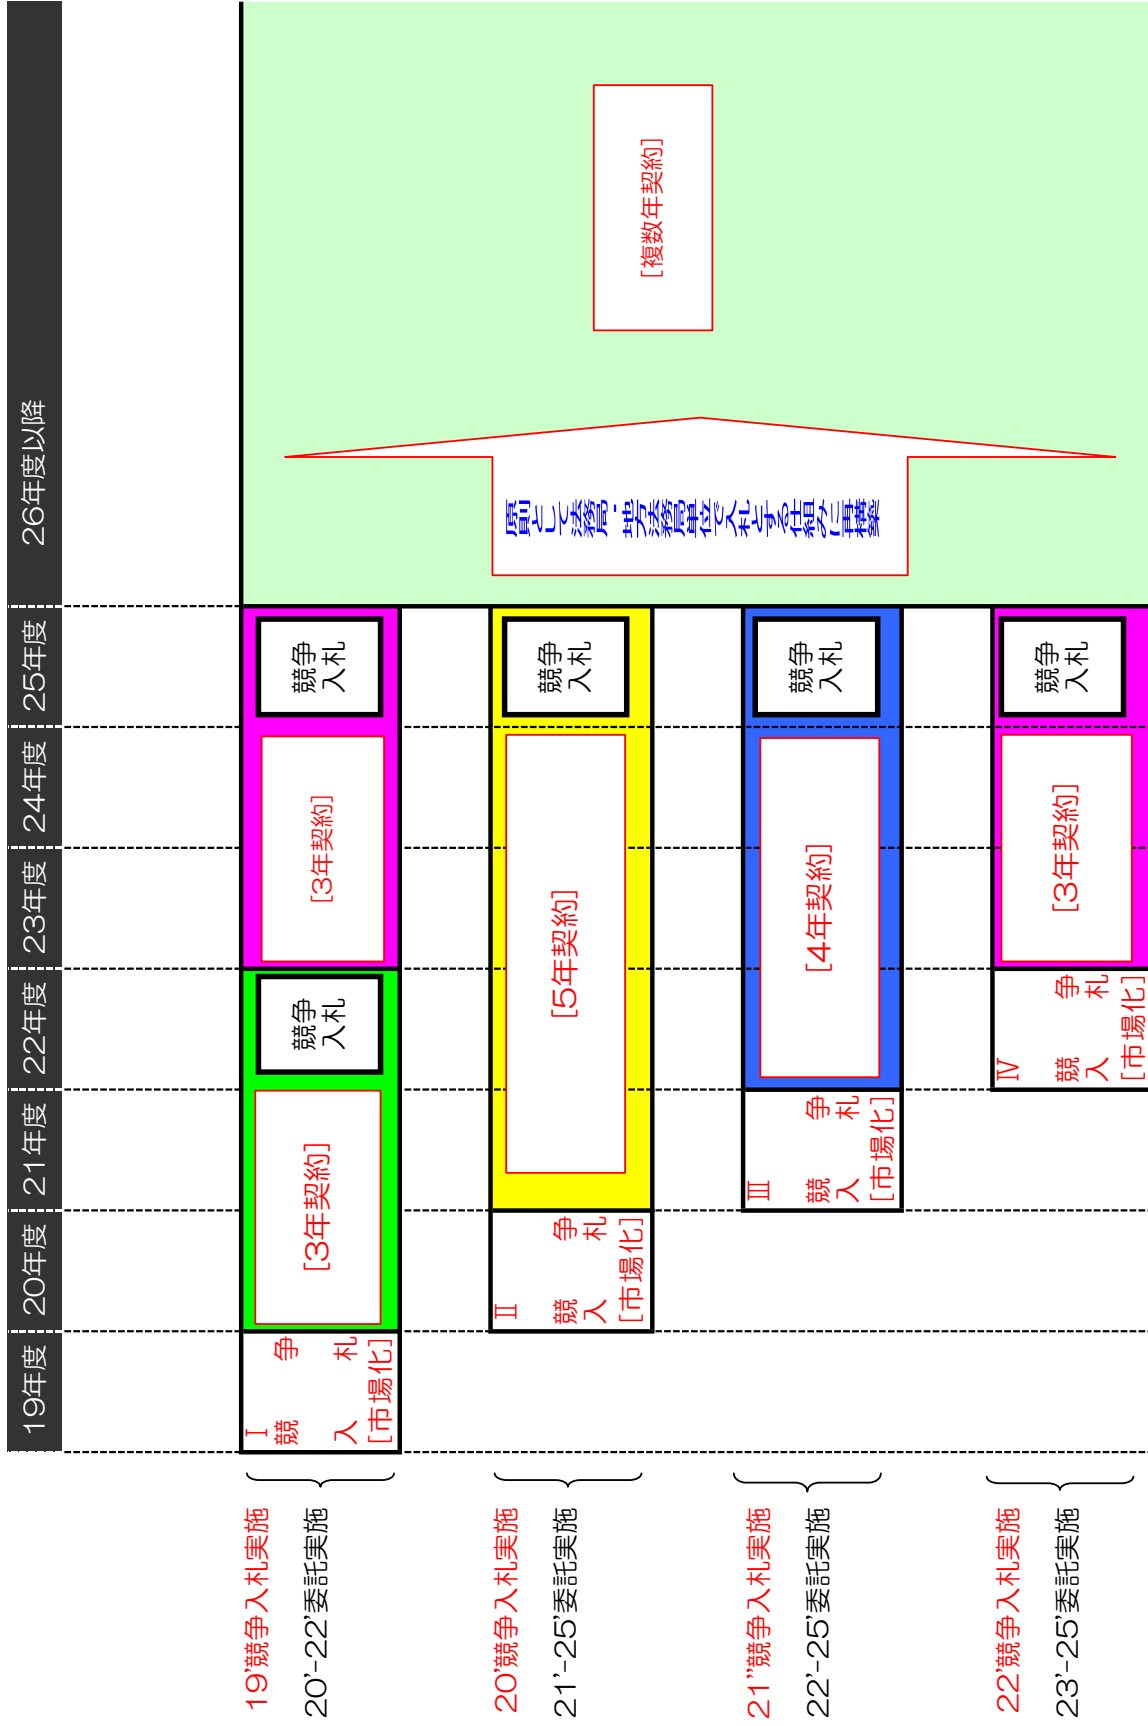 19年度
20年度
21年度
22年度
23年度
24年度
25年度
26年度以降
19'競争入札実施
20'-22'委託実施
Ⅰ
競争
入札
[市場化]
[3年契約]
競争
入札
[3年契約]
競争
入札
20'競争入札実施
21'-25'委託実施
Ⅱ
競争
入札
[市場化]
[5年契約]
競争
入札
21''競争入札実施
22'-25'委託実施
Ⅲ
競争
入札
[市場化]
[4年契約]
競争
入札
22'競争入札実施
23'-25'委託実施
Ⅳ
競争
入札
[市場化]
[3年契約]
競争
入札
原則として法務局・地方法務局単位で入札とする仕組みに再構築
[複数年契約]